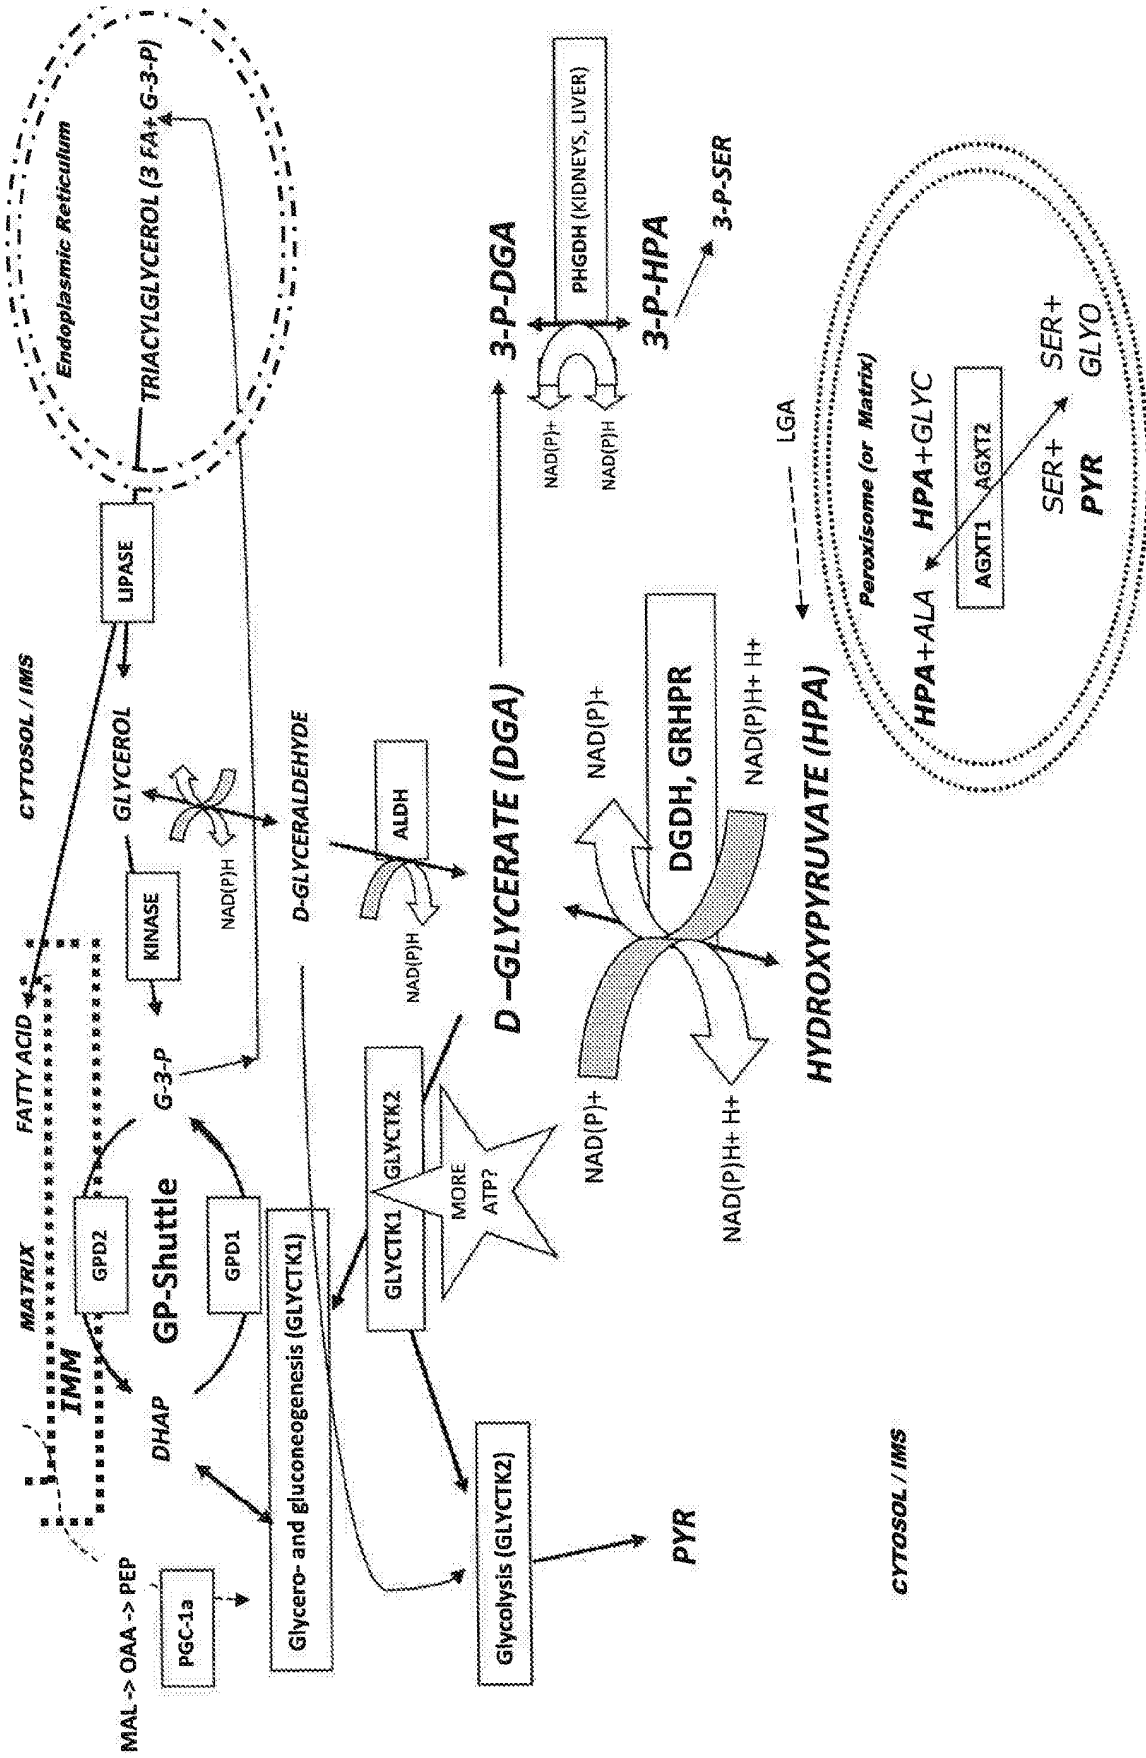 MATRIX
FATTY ACID
CYTOSOL / IMS
Endoplasmic Reticulum
IMM
MAL -> OAA -> PEP
PGC-1a
GPD2
DHAP
GP-Shuttle
G-3-P
GPD1
KINASE
GLYCEROL
LIPASE
TRIACYLGLYCEROL (3 FA+ G-3-P)
NAD(P)H
Glycero- and gluconeogenesis (GLYCTK1)
D-GLYCERALDEHYDE
ALDH
NAD(P)H
GLYCTK1
GLYCTK2
MORE
ATP?
Glycolysis (GLYCTK2)
D –GLYCERATE (DGA)
3-P-DGA
NAD(P)+
NAD(P)H
PHGDH (KIDNEYS, LIVER)
3-P-HPA
3-P-SER
PYR
NAD(P)+
NAD(P)+
DGDH, GRHPR
NAD(P)H+ H+
NAD(P)H+ H+
LGA
HYDROXYPYRUVATE (HPA)
Peroxisome (or Matrix)
HPA+ALA
HPA+GLYC
AGXT1
AGXT2
SER+
PYR
SER+
GLYO
CYTOSOL / IMS